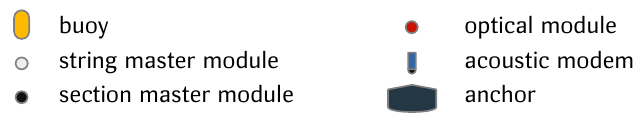 buoy
string master module
section master module
optical module
acoustic modem
anchor